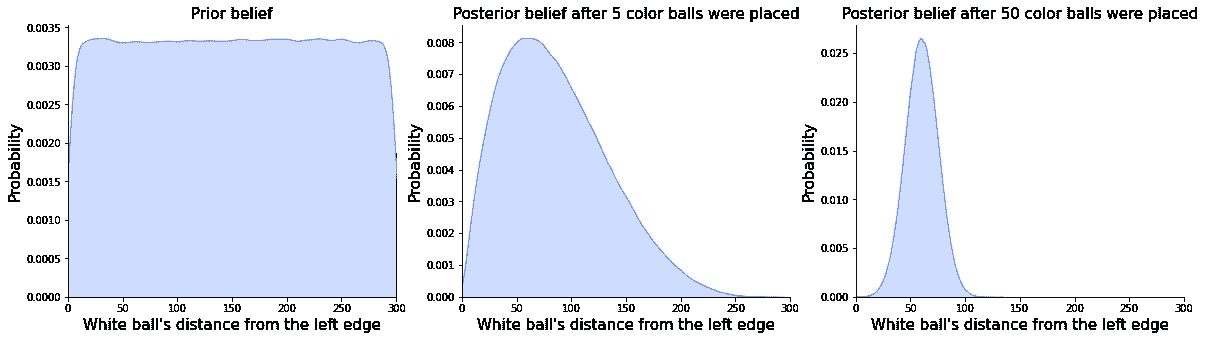 Prior belief
0.0035
0.0030
0.0025
0.0020
0.0015
0.0010
0.0005
0.0000
Probability
0 50 100 150 200 250 300
White ball's distance from the left edge
Posterior belief after 5 color balls were placed
0.008
0.007
0.006
0.005
0.004
0.003
0.002
0.001
0.000
Probability
0 50 100 150 200 250 300
White ball's distance from the left edge
Posterior belief after 50 color balls were placed
0.025
0.020
0.015
0.010
0.005
0.000
Probability
0 50 100 150 200 250 300
White ball's distance from the left edge